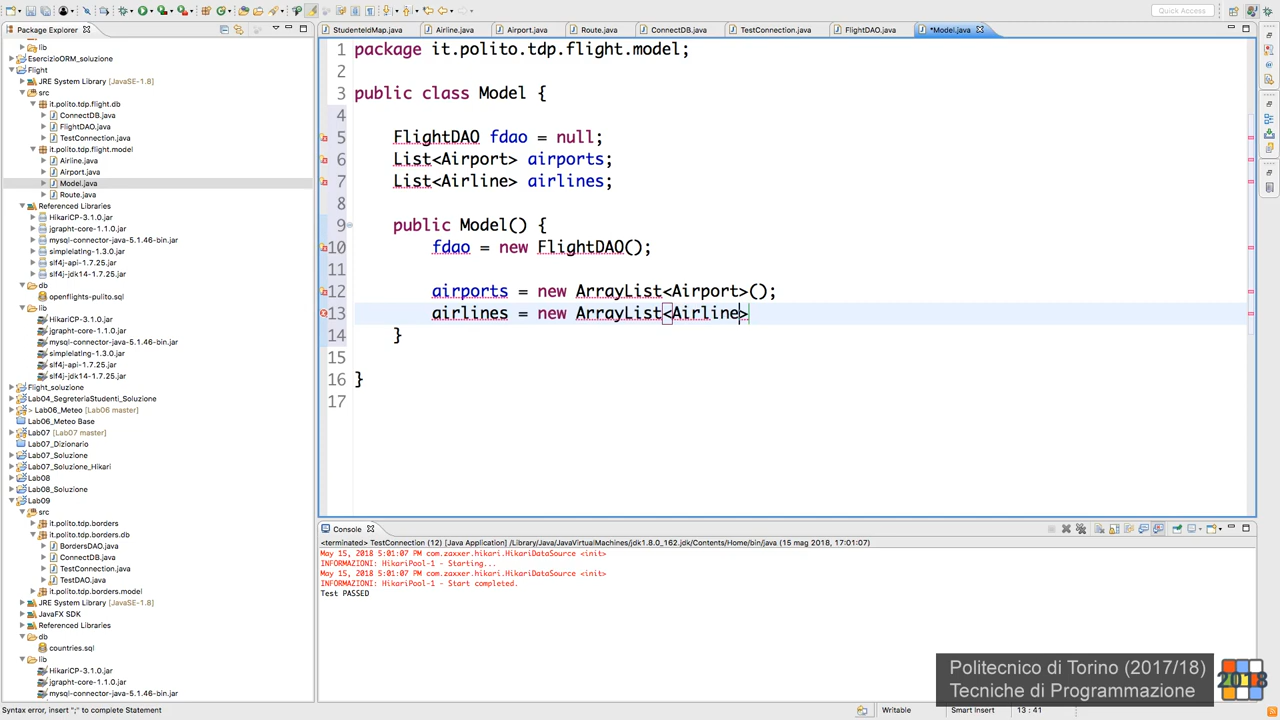 Quick Access
Package Explorer
StudenteIdMap.java
Airline.java
Airport.java
Route.java
ConnectDB.java
TestConnection.java
FlightDAO.java
*Model.java
lib
EsercizioORM_soluzione
Flight
JRE System Library [JavaSE-1.8]
src
it.polito.tdp.flight.db
ConnectDB.java
FlightDAO.java
TestConnection.java
it.polito.tdp.flight.model
Airline.java
Airport.java
Model.java
Route.java
Referenced Libraries
HikariCP-3.1.0.jar
jgrapht-core-1.1.0.jar
mysql-connector-java-5.1.46-bin.jar
simplelatlng-1.3.0.jar
slf4j-api-1.7.25.jar
slf4j-jdk14-1.7.25.jar
db
openflights-pulito.sql
lib
HikariCP-3.1.0.jar
jgrapht-core-1.1.0.jar
mysql-connector-java-5.1.46-bin.jar
simplelatlng-1.3.0.jar
slf4j-api-1.7.25.jar
slf4j-jdk14-1.7.25.jar
Flight_soluzione
Lab04_SegreteriaStudenti_Soluzione
> Lab06_Meteo [Lab06 master]
Lab06_Meteo Base
Lab07 [Lab07 master]
Lab07_Dizionario
Lab07_Soluzione
Lab07_Soluzione_Hikari
Lab08
Lab08_Soluzione
Lab09
src
it.polito.tdp.borders
it.polito.tdp.borders.db
BordersDAO.java
ConnectDB.java
TestConnection.java
TestDAO.java
it.polito.tdp.borders.model
JRE System Library [JavaSE-1.8]
JavaFX SDK
Referenced Libraries
db
countries.sql
lib
HikariCP-3.1.0.jar
jgrapht-core-1.1.0.jar
mysql-connector-java-5.1.46-bin.jar
1 package it.polito.tdp.flight.model;
2
3 public class Model {
4
5 FlightDAO fdao = null;
6 List<Airport> airports;
7 List<Airline> airlines;
8
9 public Model() {
10 fdao = new FlightDAO();
11
12 airports = new ArrayList<Airport>();
13 airlines = new ArrayList<Airline>
14 }
15
16 }
17
Console
<terminated> TestConnection (12) [Java Application] /Library/Java/JavaVirtualMachines/jdk1.8.0_162.jdk/Contents/Home/bin/java (15 mag 2018, 17:01:07)
May 15, 2018 5:01:07 PM com.zaxxer.hikari.HikariDataSource <init>
INFORMAZIONI: HikariPool-1 - Starting...
May 15, 2018 5:01:07 PM com.zaxxer.hikari.HikariDataSource <init>
INFORMAZIONI: HikariPool-1 - Start completed.
Test PASSED
Politecnico di Torino (2017/18)
Tecniche di Programmazione
2018
Syntax error, insert ";" to complete Statement
Writable
Smart Insert
13 : 41